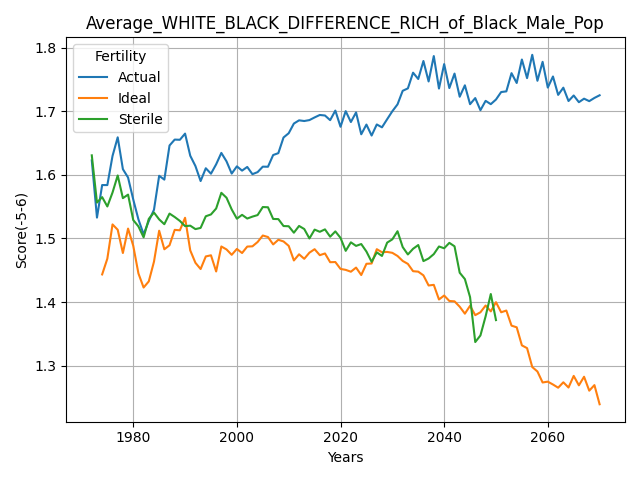 Average_WHITE_BLACK_DIFFERENCE_RICH_of_Black_Male_Pop
Fertility
Actual
Ideal
Sterile
Score(-5-6)
1.8
1.7
1.6
1.5
1.4
1.3
1980
2000
2020
2040
2060
Years